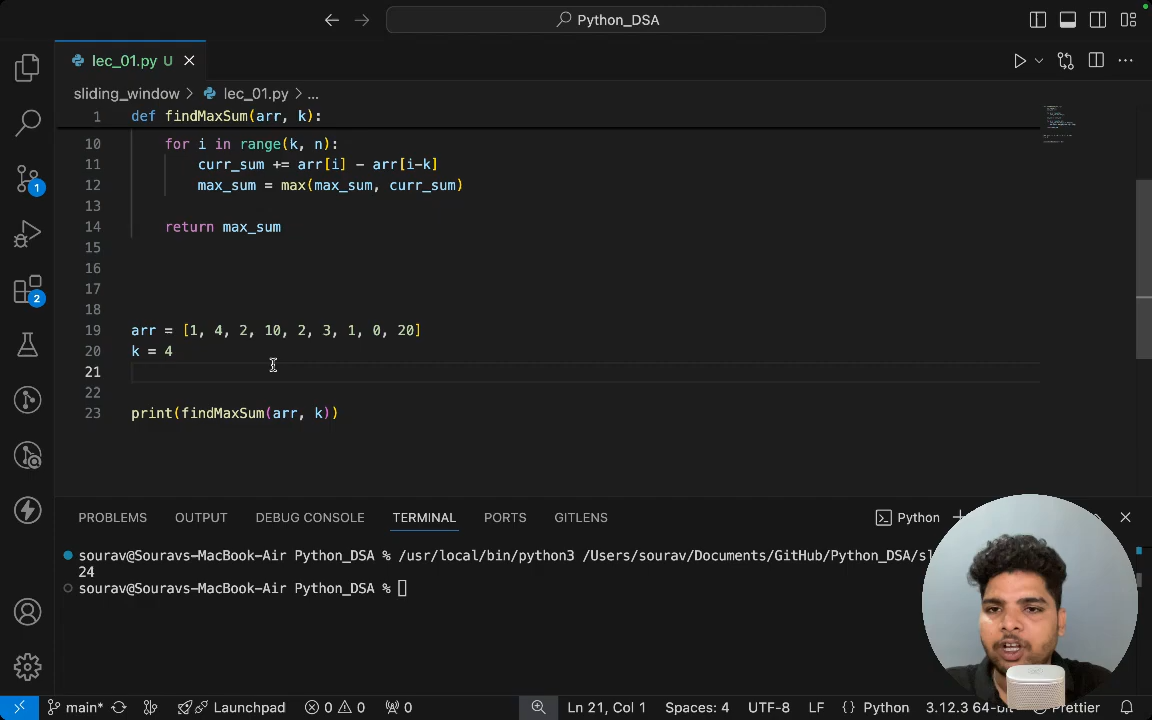 Python_DSA
lec_01.py U
sliding_window > lec_01.py > ...
1 def findMaxSum(arr, k):
10 for i in range(k, n):
11 curr_sum += arr[i] - arr[i-k]
12 max_sum = max(max_sum, curr_sum)
13
14 return max_sum
15
16
17
18
19 arr = [1, 4, 2, 10, 2, 3, 1, 0, 20]
20 k = 4
21
22
23 print(findMaxSum(arr, k))
1
2
PROBLEMS OUTPUT DEBUG CONSOLE TERMINAL PORTS GITLENS Python
sourav@Souravs-MacBook-Air Python_DSA % /usr/local/bin/python3 /Users/sourav/Documents/GitHub/Python_DSA/sl
24
sourav@Souravs-MacBook-Air Python_DSA %
main* Launchpad 0 0 0 Ln 21, Col 1 Spaces: 4 UTF-8 LF {} Python 3.12.3 64-bit Prettier